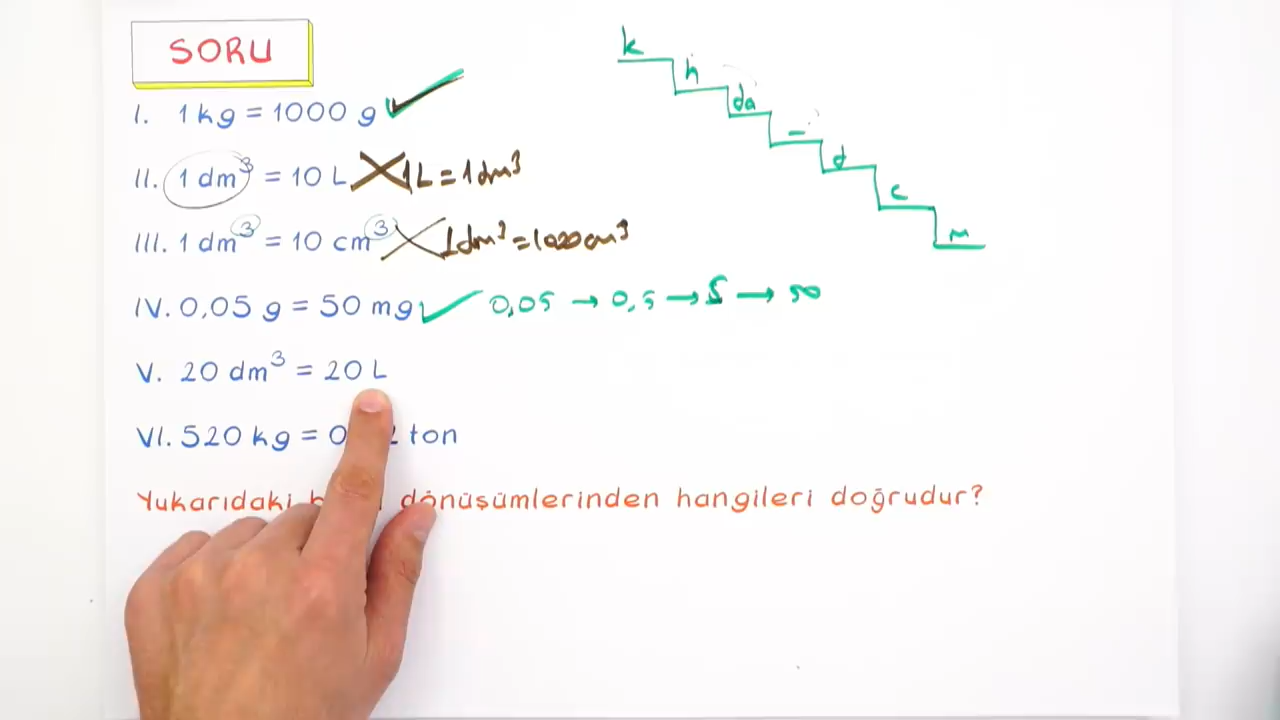 SORU
I. 1 kg = 1000 g
II. 1 dm³ = 10 L 1L = 1dm³
III. 1 dm³ = 10 cm³ 1dm³ = 1000cm³
IV. 0,05 g = 50 mg 0,05 → 0,5 → 5 → 50
V. 20 dm³ = 20 L
VI. 520 kg = ton
Yukarıdaki dönüşümlerinden hangileri doğrudur?
k
h
da
–
d
c
m